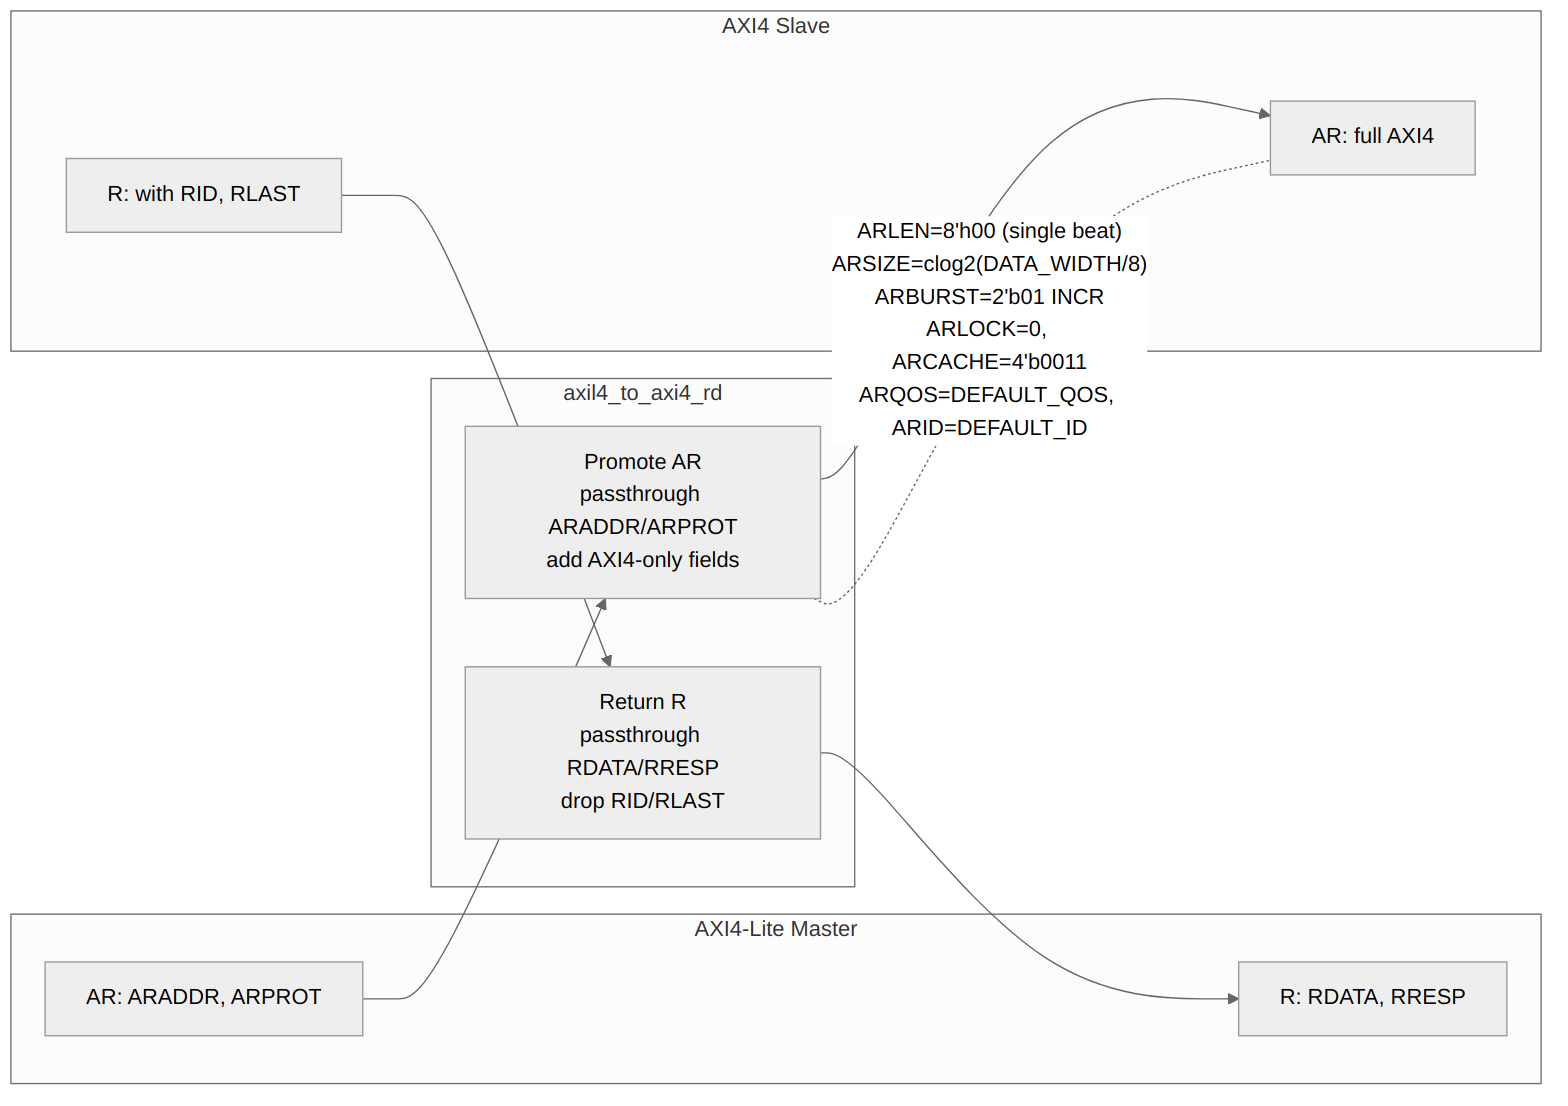 AXI4 Slave
R: with RID, RLAST
AR: full AXI4
ARLEN=8'h00 (single beat)
ARSIZE=clog2(DATA_WIDTH/8)
ARBURST=2'b01 INCR
ARLOCK=0,
ARCACHE=4'b0011
ARQOS=DEFAULT_QOS,
ARID=DEFAULT_ID
axil4_to_axi4_rd
Promote AR
passthrough
ARADDR/ARPROT
add AXI4-only fields
Return R
passthrough
RDATA/RRESP
drop RID/RLAST
AXI4-Lite Master
AR: ARADDR, ARPROT
R: RDATA, RRESP